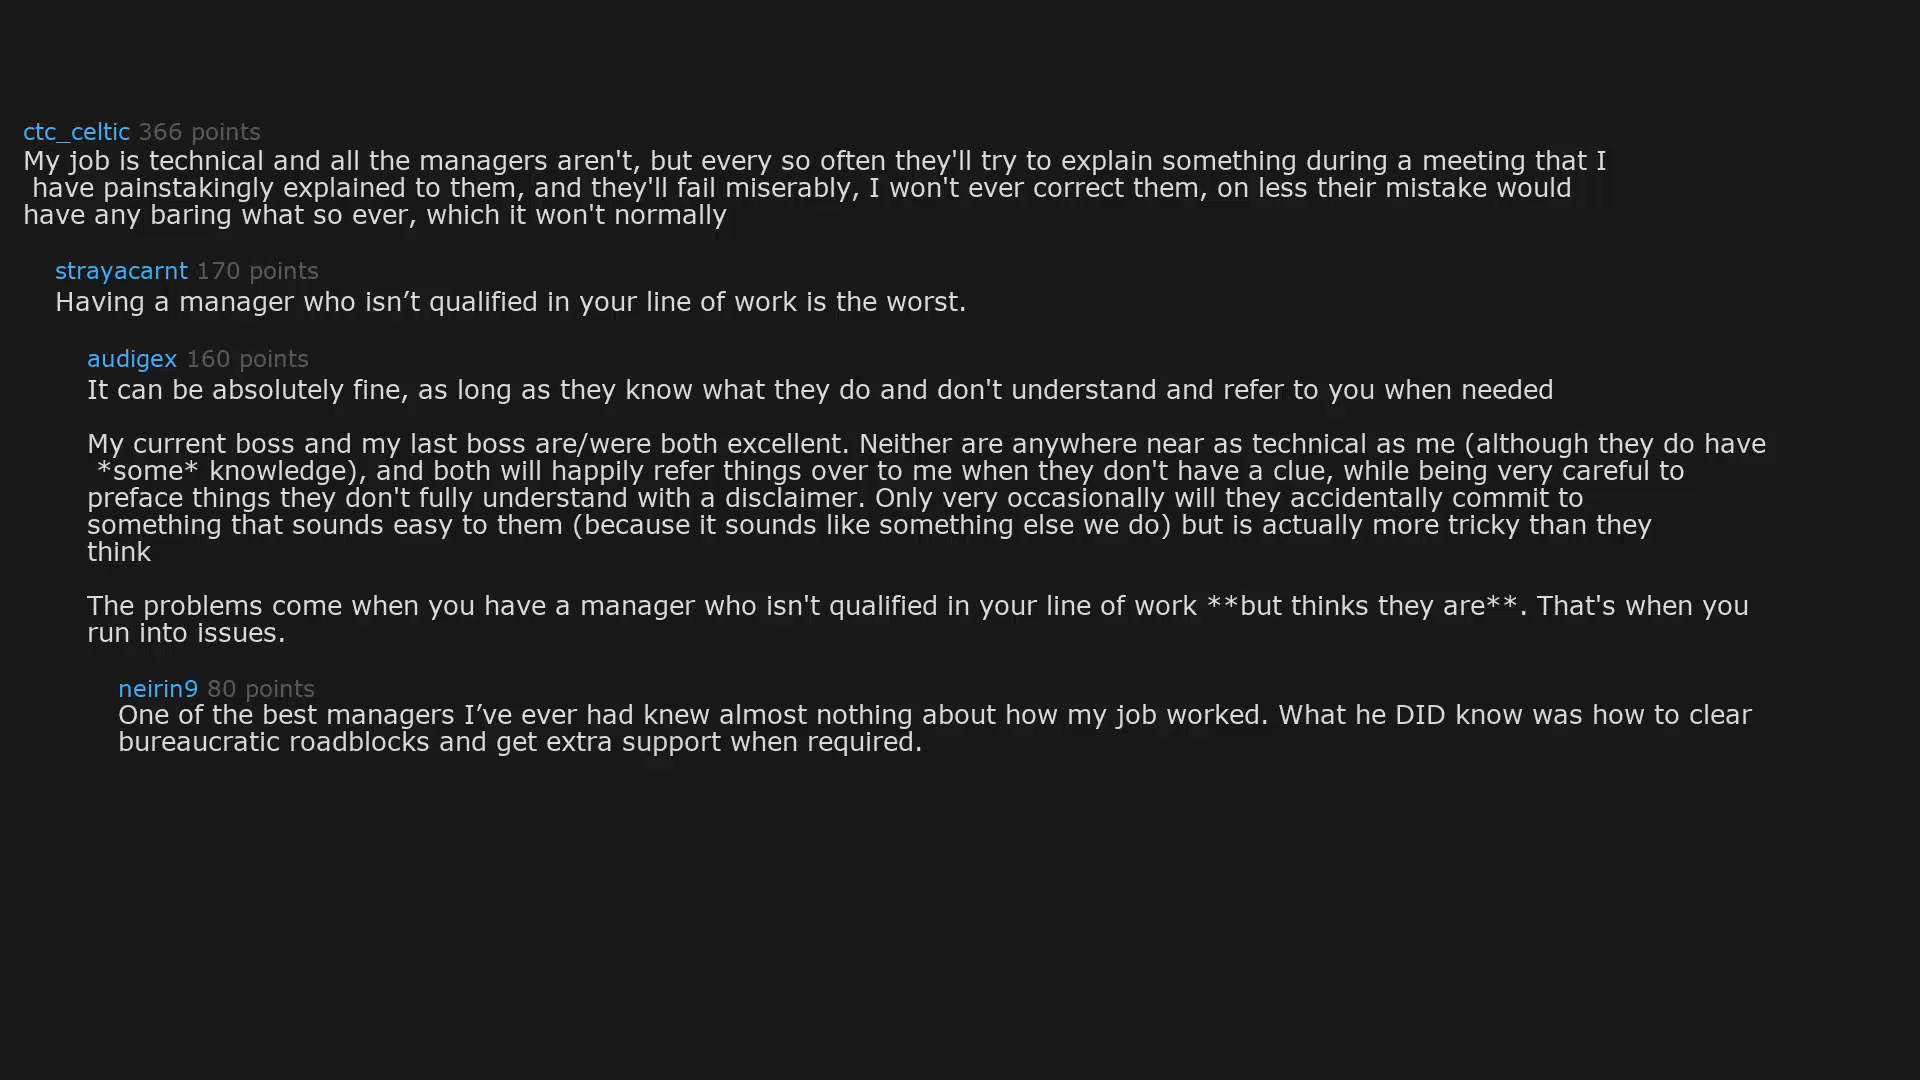 ctc_celtic 366 points
My job is technical and all the managers aren't, but every so often they'll try to explain something during a meeting that I
have painstakingly explained to them, and they'll fail miserably, I won't ever correct them, on less their mistake would
have any baring what so ever, which it won't normally
strayacarnt 170 points
Having a manager who isn’t qualified in your line of work is the worst.
audigex 160 points
It can be absolutely fine, as long as they know what they do and don't understand and refer to you when needed
My current boss and my last boss are/were both excellent. Neither are anywhere near as technical as me (although they do have
*some* knowledge), and both will happily refer things over to me when they don't have a clue, while being very careful to
preface things they don't fully understand with a disclaimer. Only very occasionally will they accidentally commit to
something that sounds easy to them (because it sounds like something else we do) but is actually more tricky than they
think
The problems come when you have a manager who isn't qualified in your line of work **but thinks they are**. That's when you
run into issues.
neirin9 80 points
One of the best managers I’ve ever had knew almost nothing about how my job worked. What he DID know was how to clear
bureaucratic roadblocks and get extra support when required.